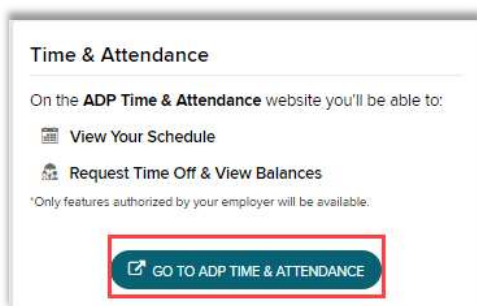 Time & Attendance
On the ADP Time & Attendance website you'll be able to:
View Your Schedule
Request Time Off & View Balances
*Only features authorized by your employer will be available.
GO TO ADP TIME & ATTENDANCE